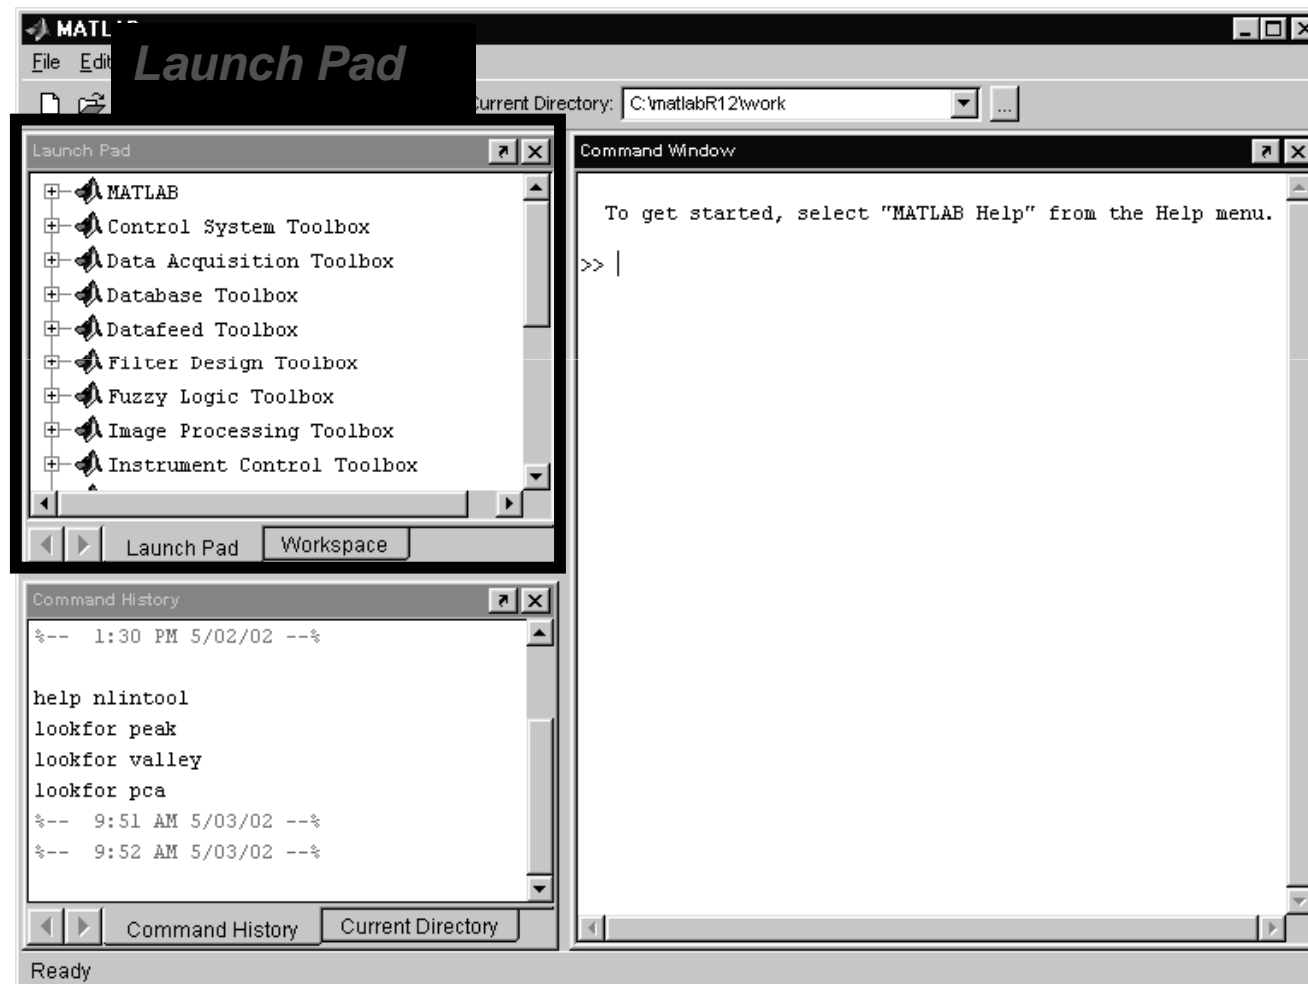 MATL
Launch Pad
File Edit
Current Directory: C:\matlabR12\work ...
Launch Pad
MATLAB
Control System Toolbox
Data Acquisition Toolbox
Database Toolbox
Datafeed Toolbox
Filter Design Toolbox
Fuzzy Logic Toolbox
Image Processing Toolbox
Instrument Control Toolbox
Launch Pad Workspace
Command History
%-- 1:30 PM 5/02/02 --%
help nlintool
lookfor peak
lookfor valley
lookfor pca
%-- 9:51 AM 5/03/02 --%
%-- 9:52 AM 5/03/02 --%
Command History Current Directory
Command Window
To get started, select "MATLAB Help" from the Help menu.
>>
Ready